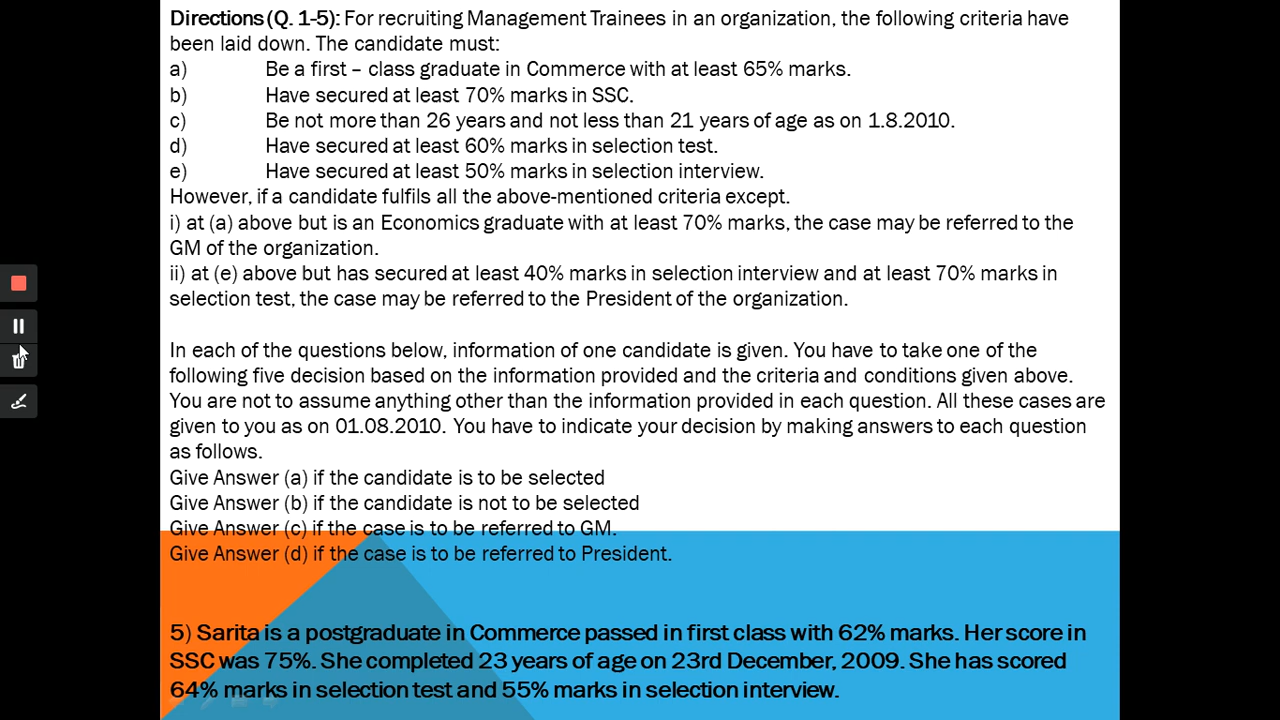 Directions (Q. 1-5): For recruiting Management Trainees in an organization, the following criteria have
been laid down. The candidate must:
a) Be a first – class graduate in Commerce with at least 65% marks.
b) Have secured at least 70% marks in SSC.
c) Be not more than 26 years and not less than 21 years of age as on 1.8.2010.
d) Have secured at least 60% marks in selection test.
e) Have secured at least 50% marks in selection interview.
However, if a candidate fulfils all the above-mentioned criteria except.
i) at (a) above but is an Economics graduate with at least 70% marks, the case may be referred to the
GM of the organization.
ii) at (e) above but has secured at least 40% marks in selection interview and at least 70% marks in
selection test, the case may be referred to the President of the organization.
In each of the questions below, information of one candidate is given. You have to take one of the
following five decision based on the information provided and the criteria and conditions given above.
You are not to assume anything other than the information provided in each question. All these cases are
given to you as on 01.08.2010. You have to indicate your decision by making answers to each question
as follows.
Give Answer (a) if the candidate is to be selected
Give Answer (b) if the candidate is not to be selected
Give Answer (c) if the case is to be referred to GM.
Give Answer (d) if the case is to be referred to President.
5) Sarita is a postgraduate in Commerce passed in first class with 62% marks. Her score in
SSC was 75%. She completed 23 years of age on 23rd December, 2009. She has scored
64% marks in selection test and 55% marks in selection interview.